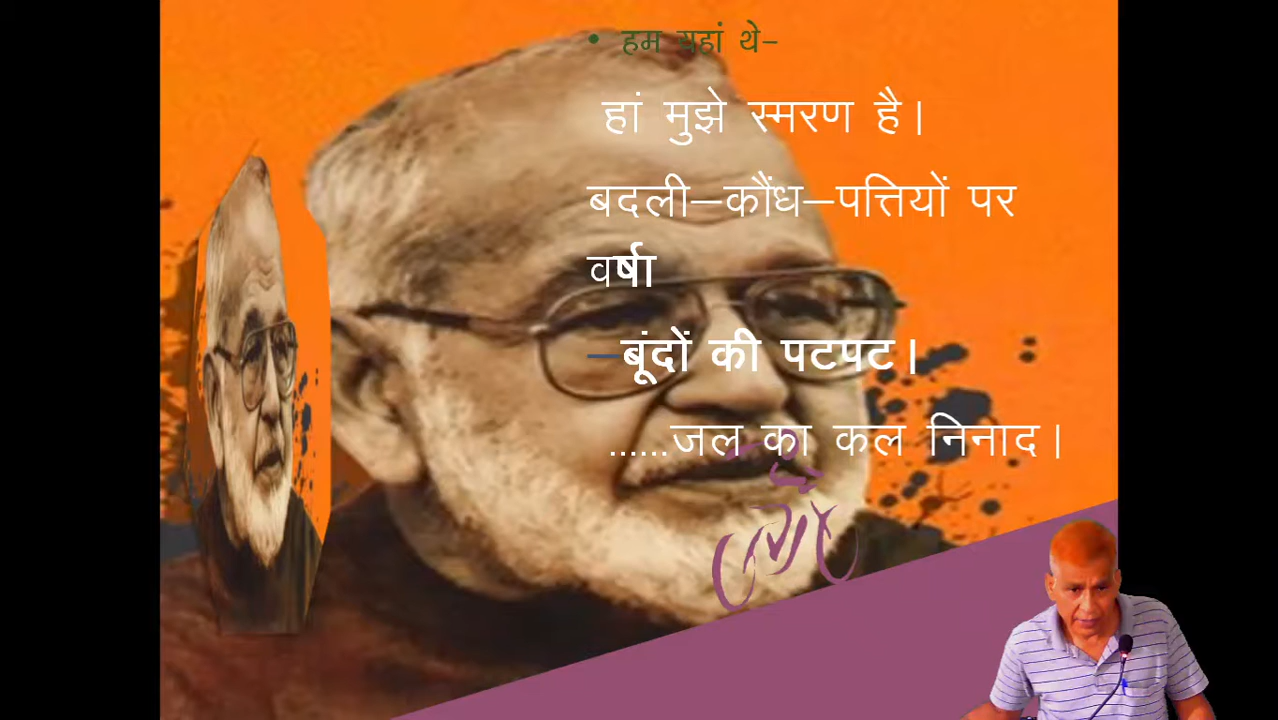 • हम यहां थे–
हां मुझे स्मरण है।
बदली–कौंध–पत्तियों पर
वर्षा
–बूंदों की पटपट।
......जल का कल निनाद।